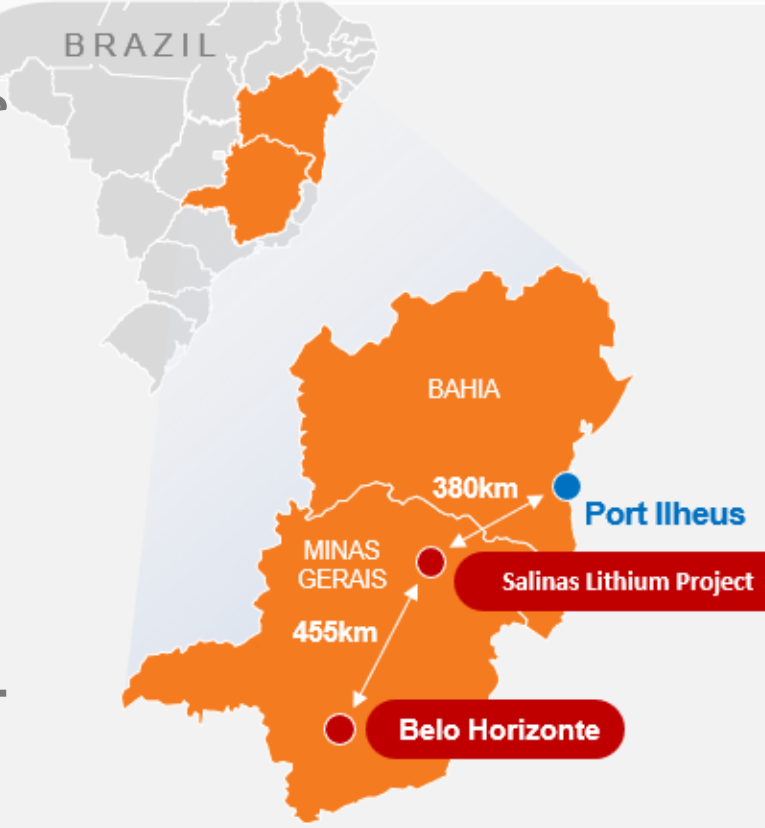 BRAZIL
BAHIA
380km
Port Ilheus
MINAS
GERAIS
Salinas Lithium Project
455km
Belo Horizonte